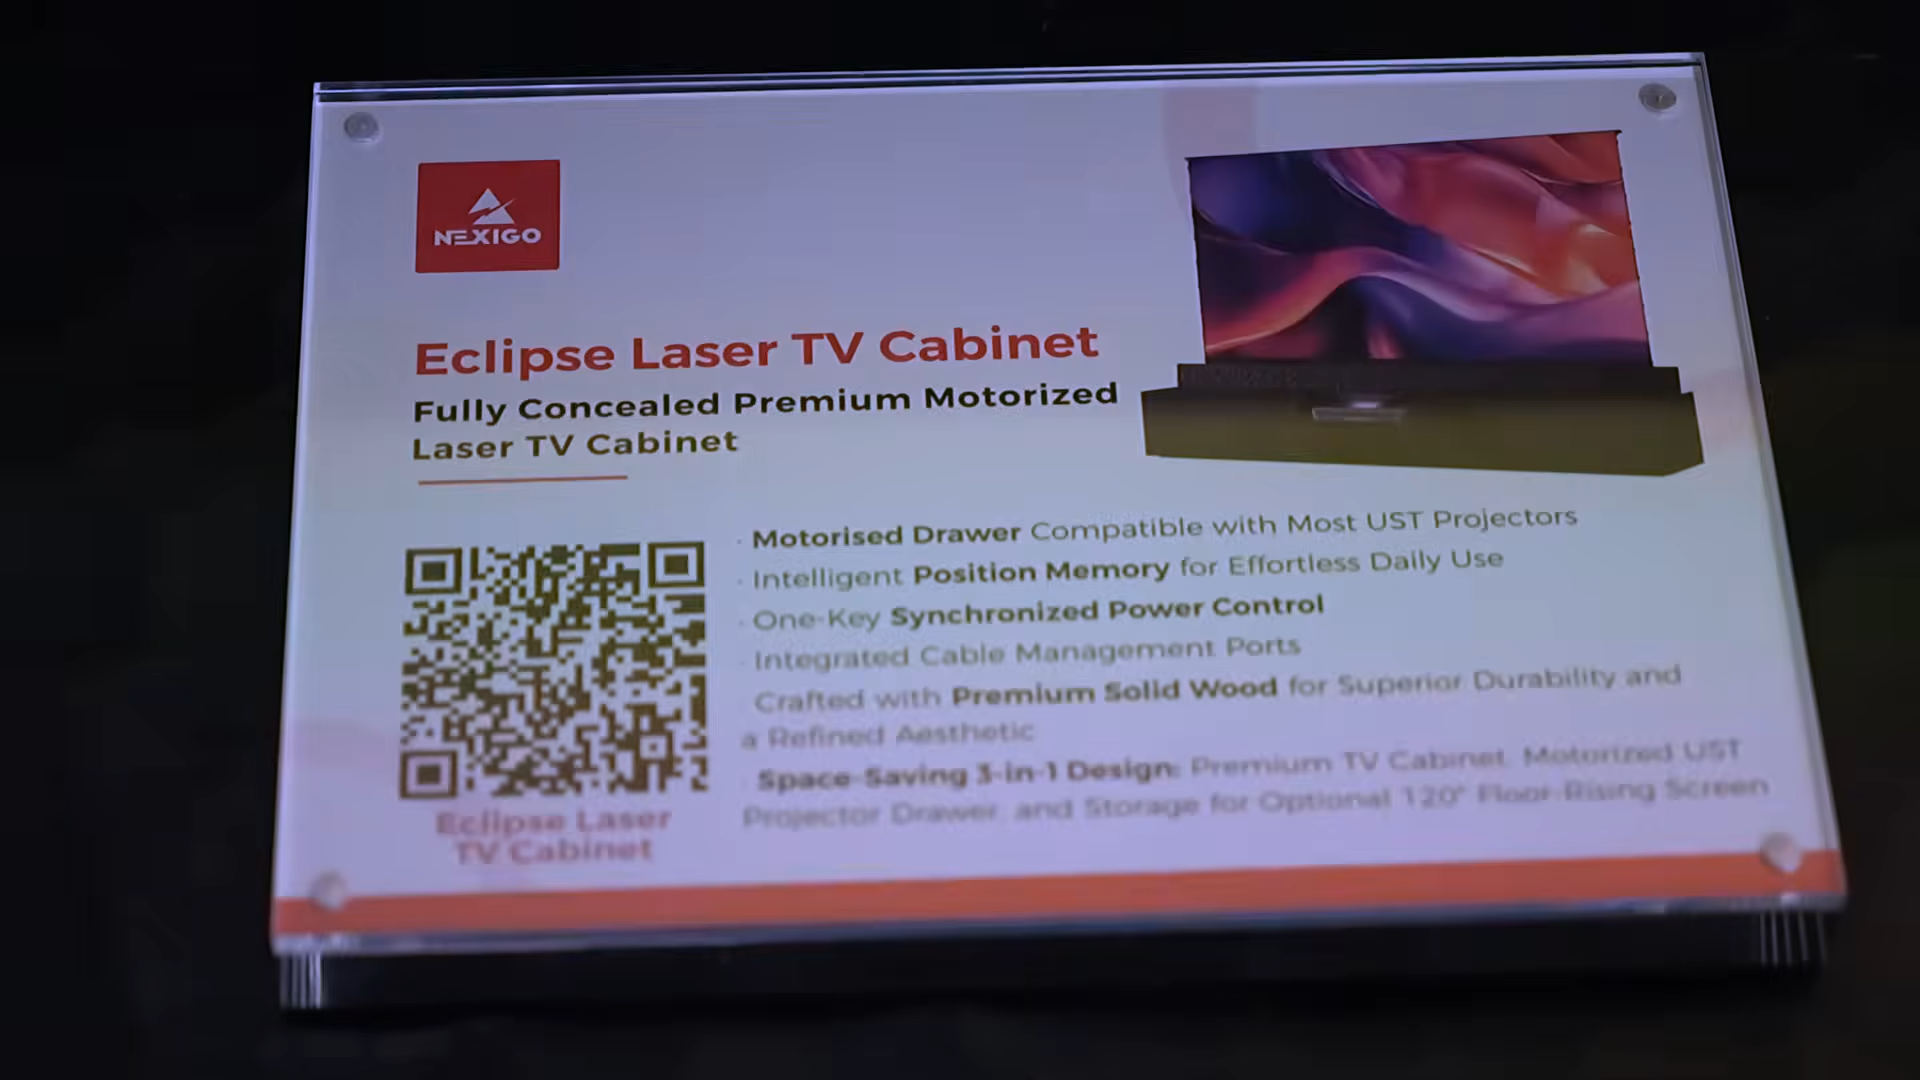 NEXIGO
Eclipse Laser TV Cabinet
Fully Concealed Premium Motorized
Laser TV Cabinet
· Motorised Drawer Compatible with Most UST Projectors
· Intelligent Position Memory for Effortless Daily Use
· One-Key Synchronized Power Control
· Integrated Cable Management Ports
· Crafted with Premium Solid Wood for Superior Durability and
a Refined Aesthetic
· Space-Saving 3-in-1 Design: Premium TV Cabinet, Motorized UST
Projector Drawer, and Storage for Optional 120" Floor-Rising Screen
Eclipse Laser
TV Cabinet